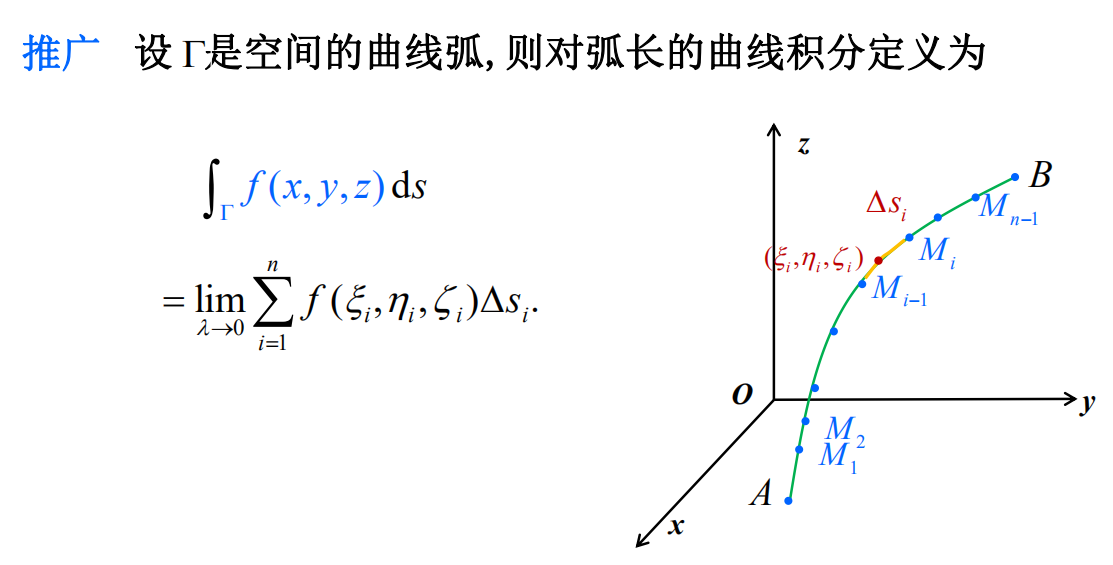 推广 设 Γ是空间的曲线弧, 则对弧长的曲线积分定义为
∫_Γ f(x, y, z) ds
= lim_{λ→0} ∑_{i=1}^{n} f(ξ_i, η_i, ζ_i)Δs_i.
z
B
Δs_i
M_{n−1}
(ξ_i, η_i, ζ_i)
M_i
M_{i−1}
O
y
M_2
M_1
A
x